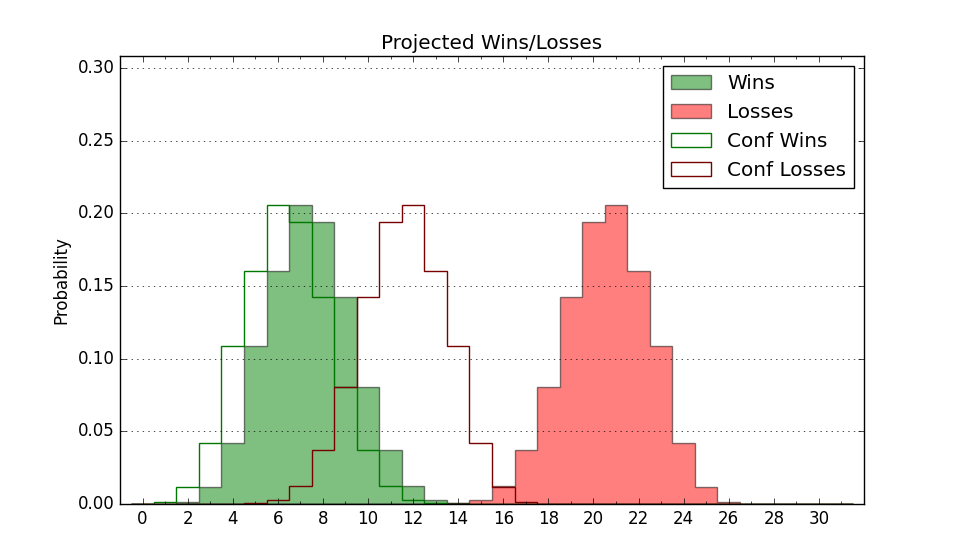 Projected Wins/Losses
Wins
Losses
Conf Wins
Conf Losses
Probability
0.30
0.25
0.20
0.15
0.10
0.05
0.00
0 2 4 6 8 10 12 14 16 18 20 22 24 26 28 30